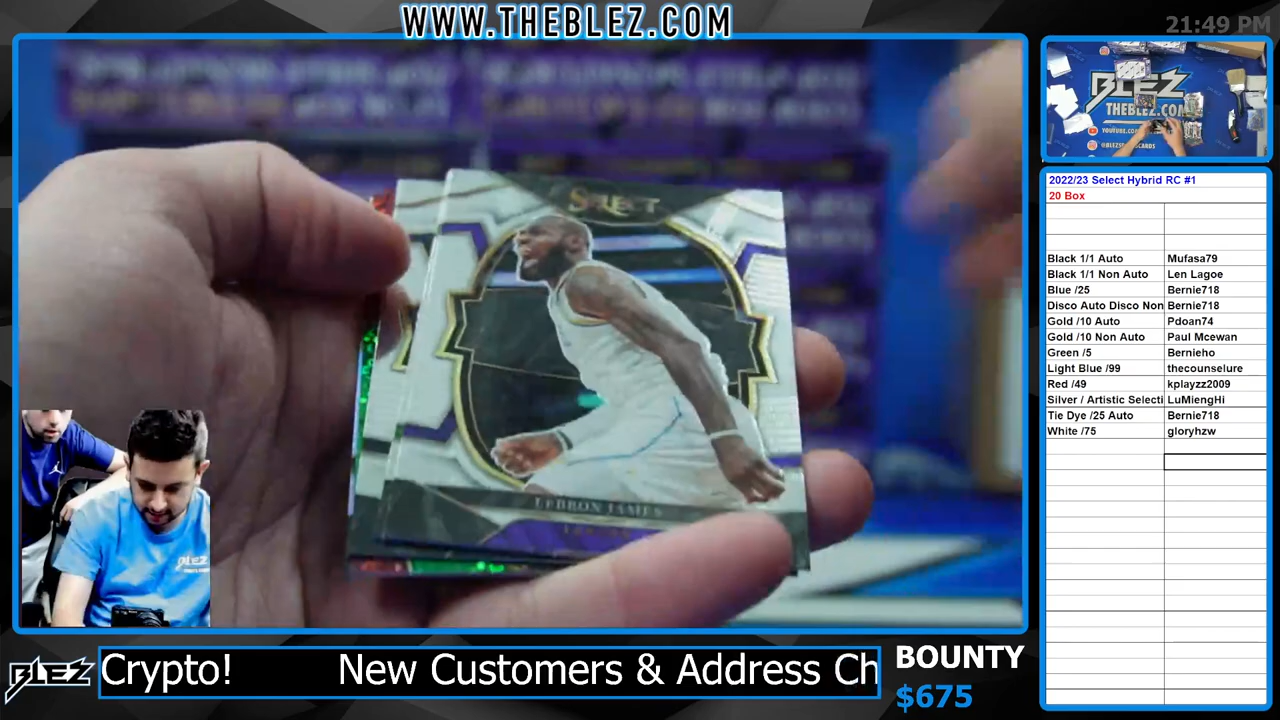 WWW.THEBLEZ.COM
21:49 PM
SELECT
LEBRON JAMES
BLEZ
THEBLEZ.COM
2022/23 Select Hybrid RC #1
20 Box
Black 1/1 Auto Mufasa79
Black 1/1 Non Auto Len Lagoe
Blue /25 Bernie718
Disco Auto Disco Non Bernie718
Gold /10 Auto Pdoan74
Gold /10 Non Auto Paul Mcewan
Green /5 Bernieho
Light Blue /99 thecounselure
Red /49 kplayzz2009
Silver / Artistic Selecti LuMiengHi
Tie Dye /25 Auto Bernie718
White /75 gloryhzw
BLEZ
BLEZ
Crypto! New Customers & Address Ch
BOUNTY
$675